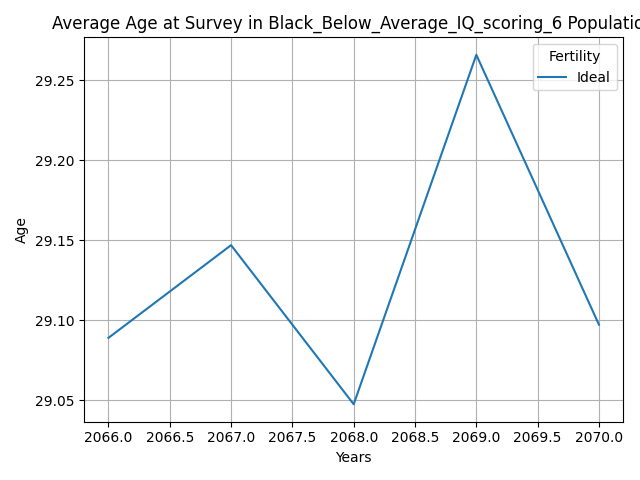 Average Age at Survey in Black_Below_Average_IQ_scoring_6 Populatio
Fertility
Ideal
29.25
29.20
29.15
29.10
29.05
Age
2066.0 2066.5 2067.0 2067.5 2068.0 2068.5 2069.0 2069.5 2070.0
Years